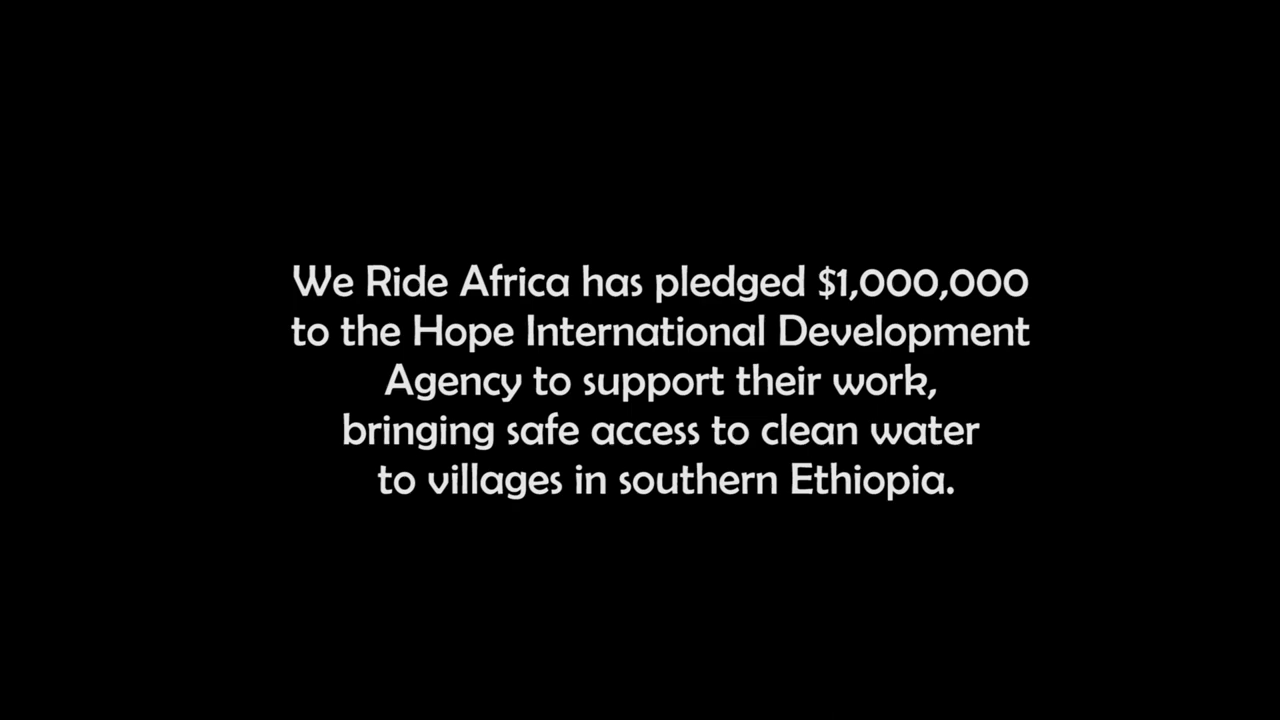 We Ride Africa has pledged $1,000,000
to the Hope International Development
Agency to support their work,
bringing safe access to clean water
to villages in southern Ethiopia.